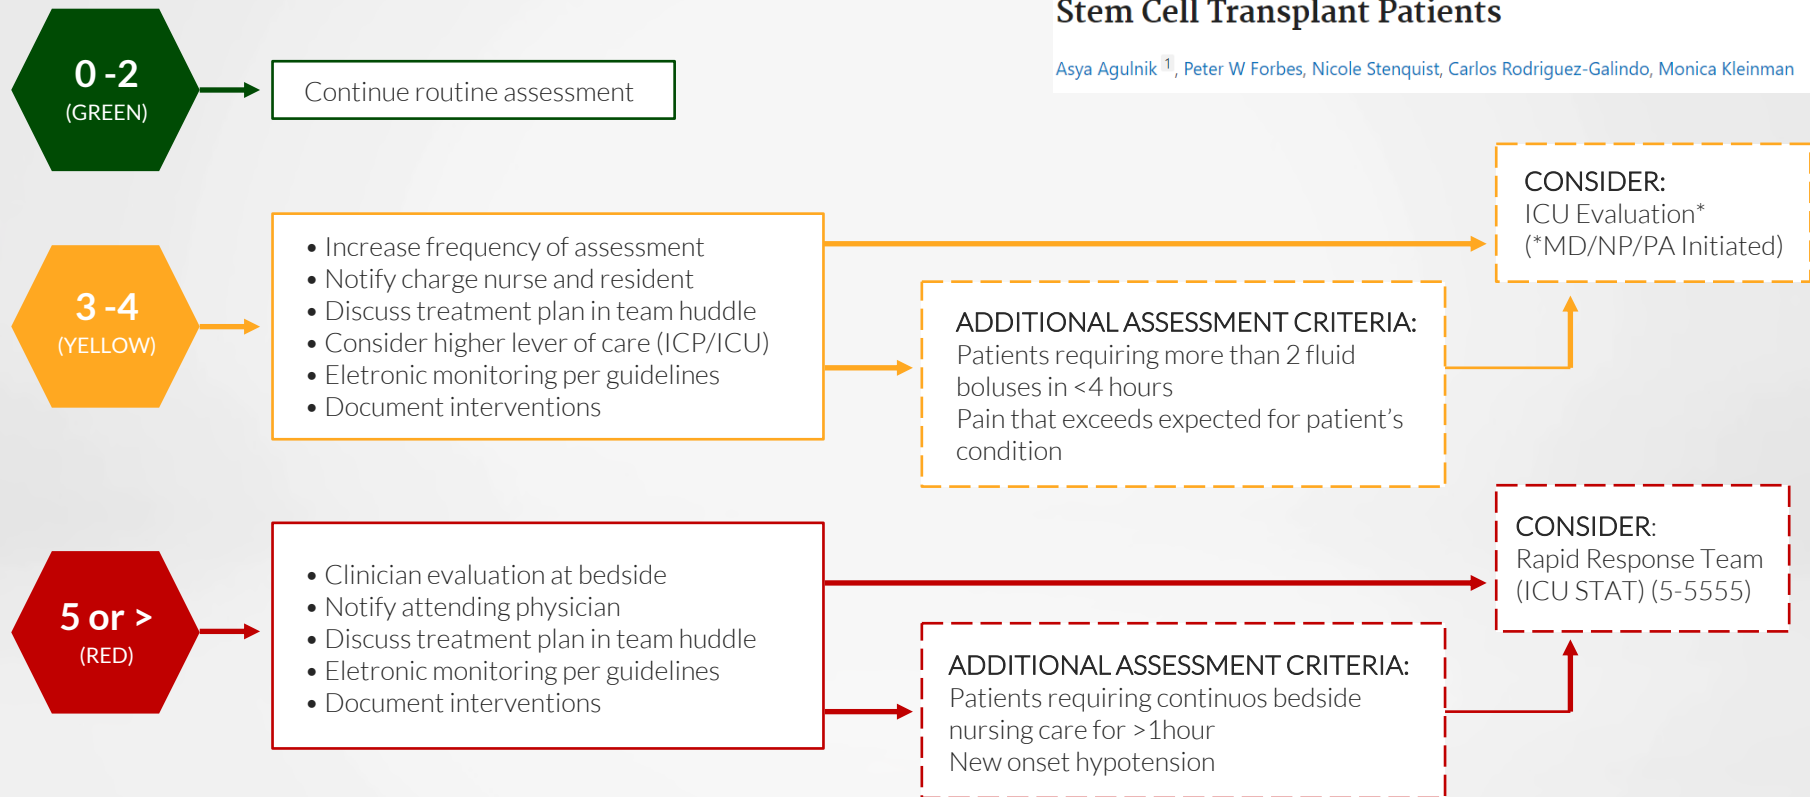 Stem Cell Transplant Patients
Asya Agulnik 1, Peter W Forbes, Nicole Stenquist, Carlos Rodriguez-Galindo, Monica Kleinman
0 -2
(GREEN)
Continue routine assessment
3 -4
(YELLOW)
• Increase frequency of assessment
• Notify charge nurse and resident
• Discuss treatment plan in team huddle
• Consider higher lever of care (ICP/ICU)
• Eletronic monitoring per guidelines
• Document interventions
ADDITIONAL ASSESSMENT CRITERIA:
Patients requiring more than 2 fluid
boluses in <4 hours
Pain that exceeds expected for patient's
condition
CONSIDER:
ICU Evaluation*
(*MD/NP/PA Initiated)
5 or >
(RED)
• Clinician evaluation at bedside
• Notify attending physician
• Discuss treatment plan in team huddle
• Eletronic monitoring per guidelines
• Document interventions
ADDITIONAL ASSESSMENT CRITERIA:
Patients requiring continuos bedside
nursing care for >1hour
New onset hypotension
CONSIDER:
Rapid Response Team
(ICU STAT) (5-5555)